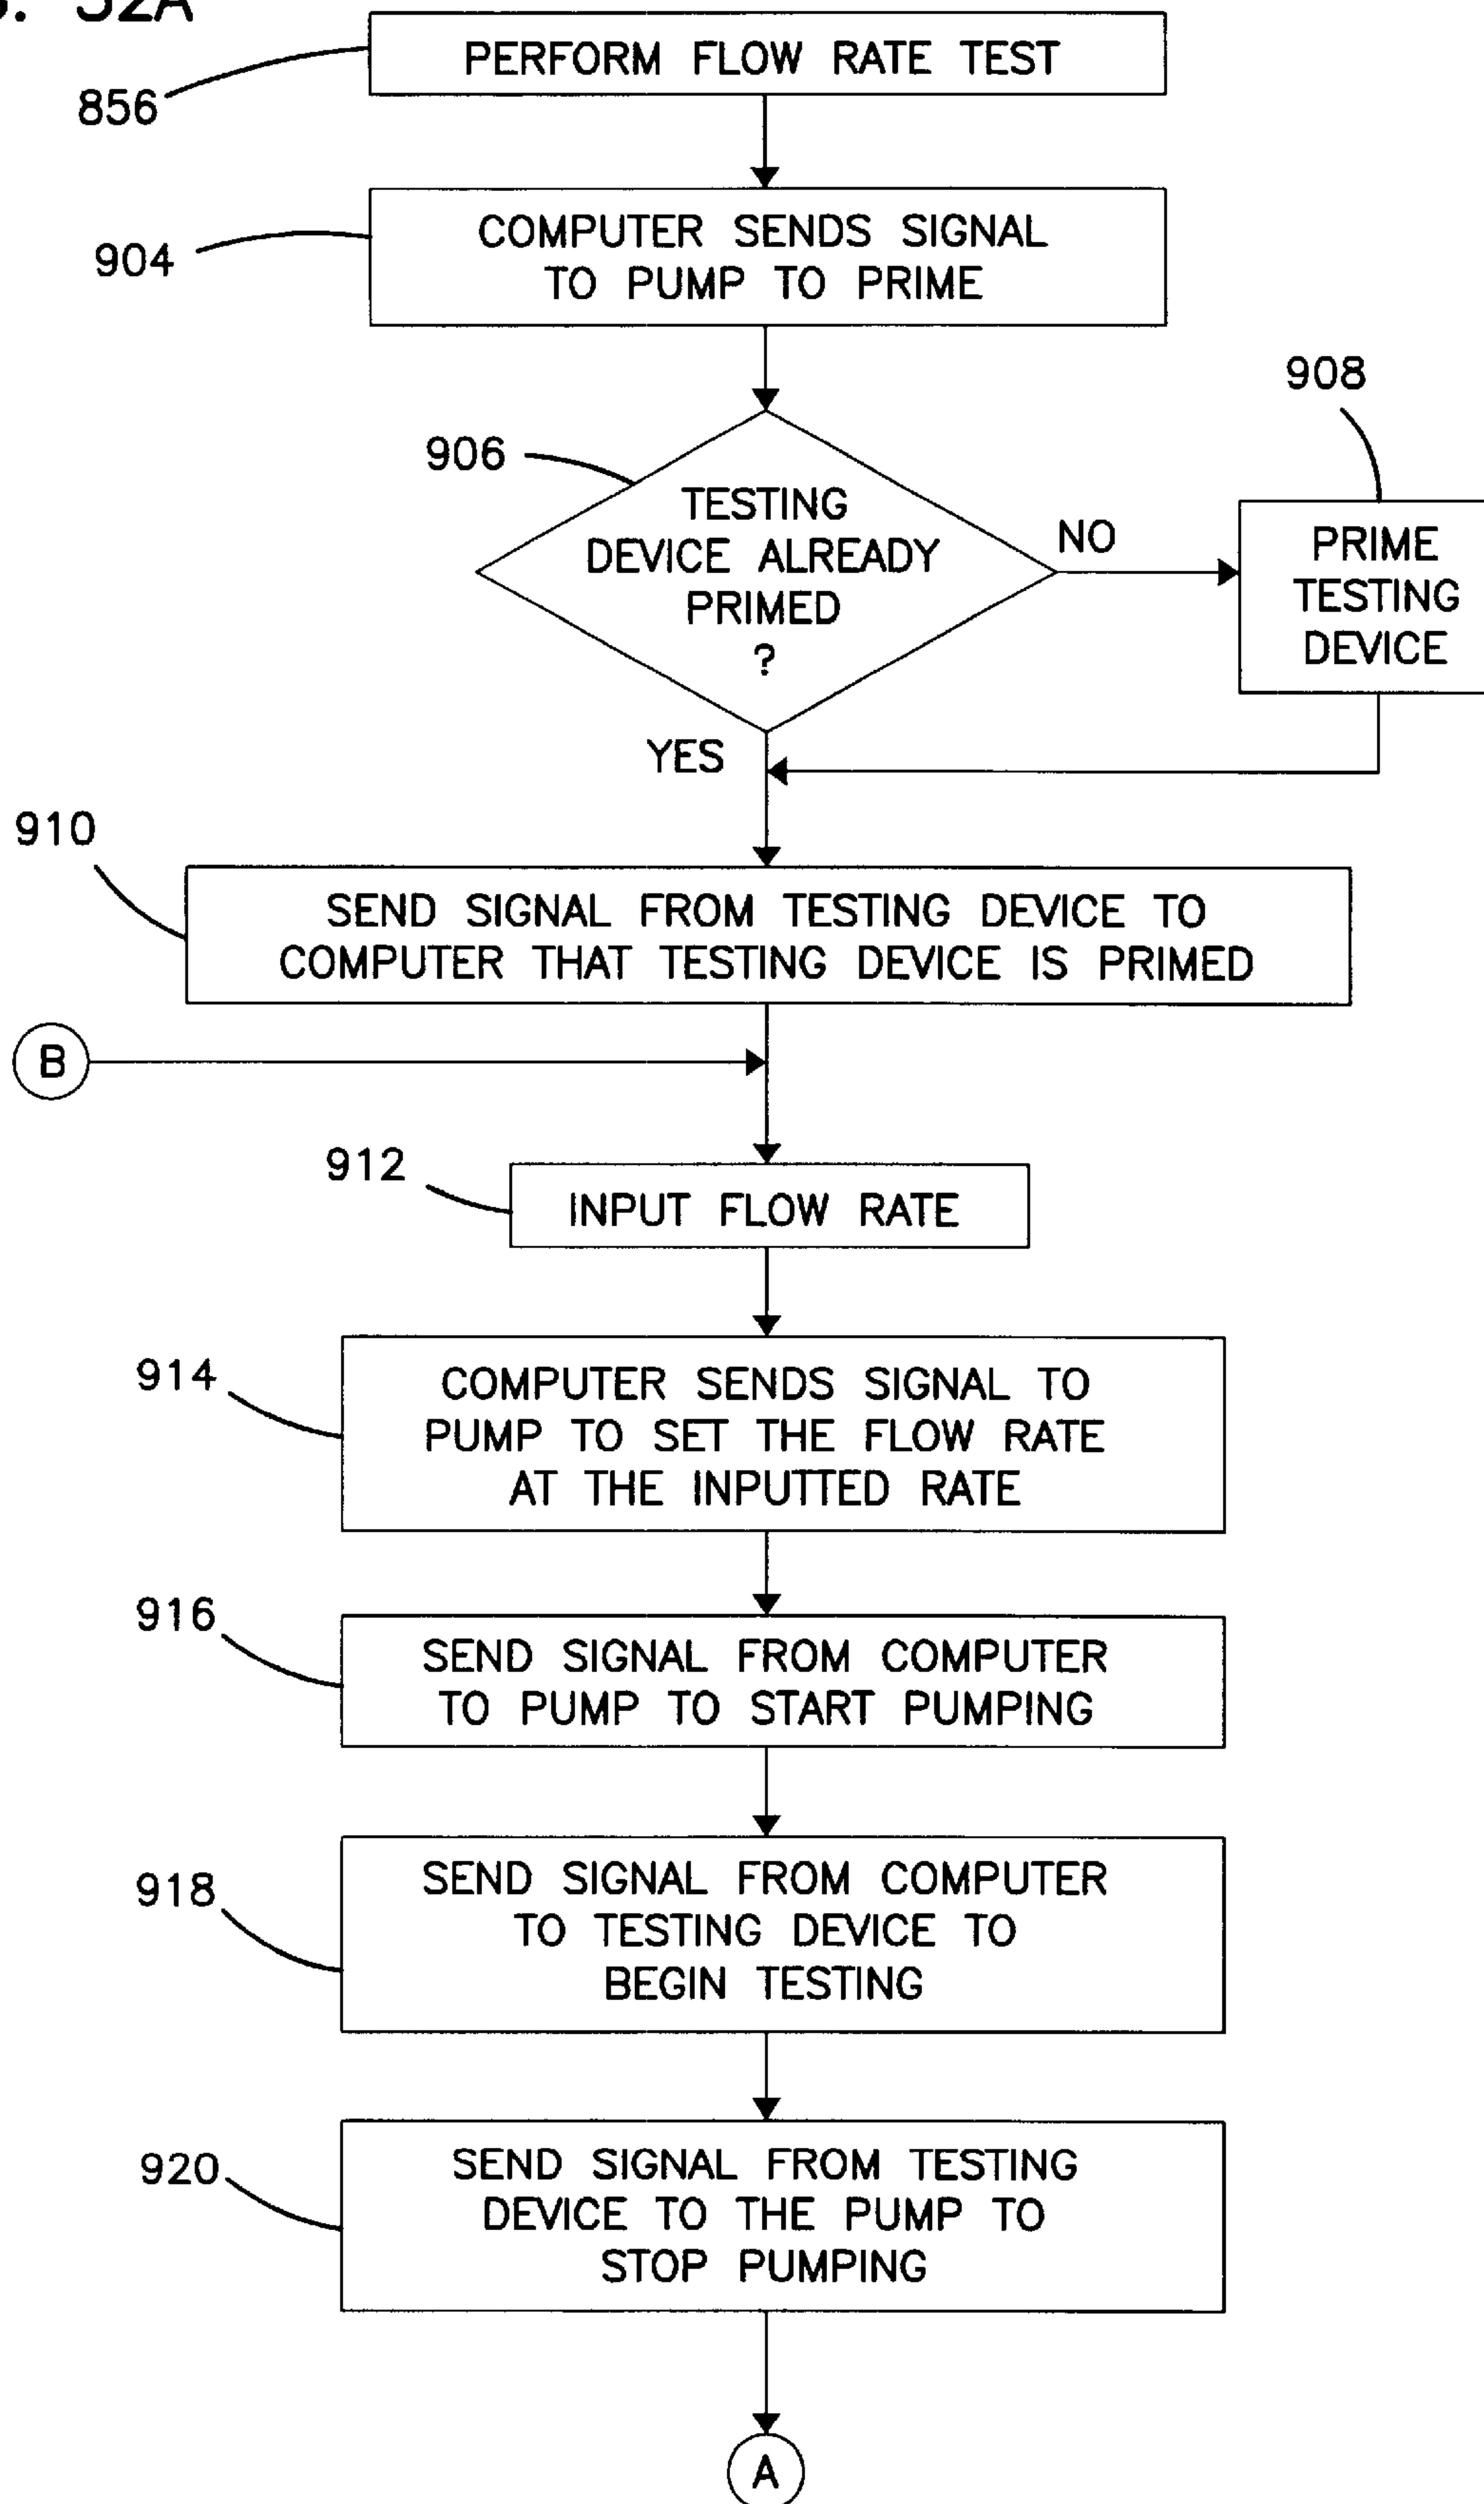 32A
PERFORM FLOW RATE TEST
856
COMPUTER SENDS SIGNAL
TO PUMP TO PRIME
904
908
906
TESTING
DEVICE ALREADY
PRIMED
?
NO
PRIME
TESTING
DEVICE
YES
910
SEND SIGNAL FROM TESTING DEVICE TO
COMPUTER THAT TESTING DEVICE IS PRIMED
B
912
INPUT FLOW RATE
914
COMPUTER SENDS SIGNAL TO
PUMP TO SET THE FLOW RATE
AT THE INPUTTED RATE
916
SEND SIGNAL FROM COMPUTER
TO PUMP TO START PUMPING
918
SEND SIGNAL FROM COMPUTER
TO TESTING DEVICE TO
BEGIN TESTING
920
SEND SIGNAL FROM TESTING
DEVICE TO THE PUMP TO
STOP PUMPING
A